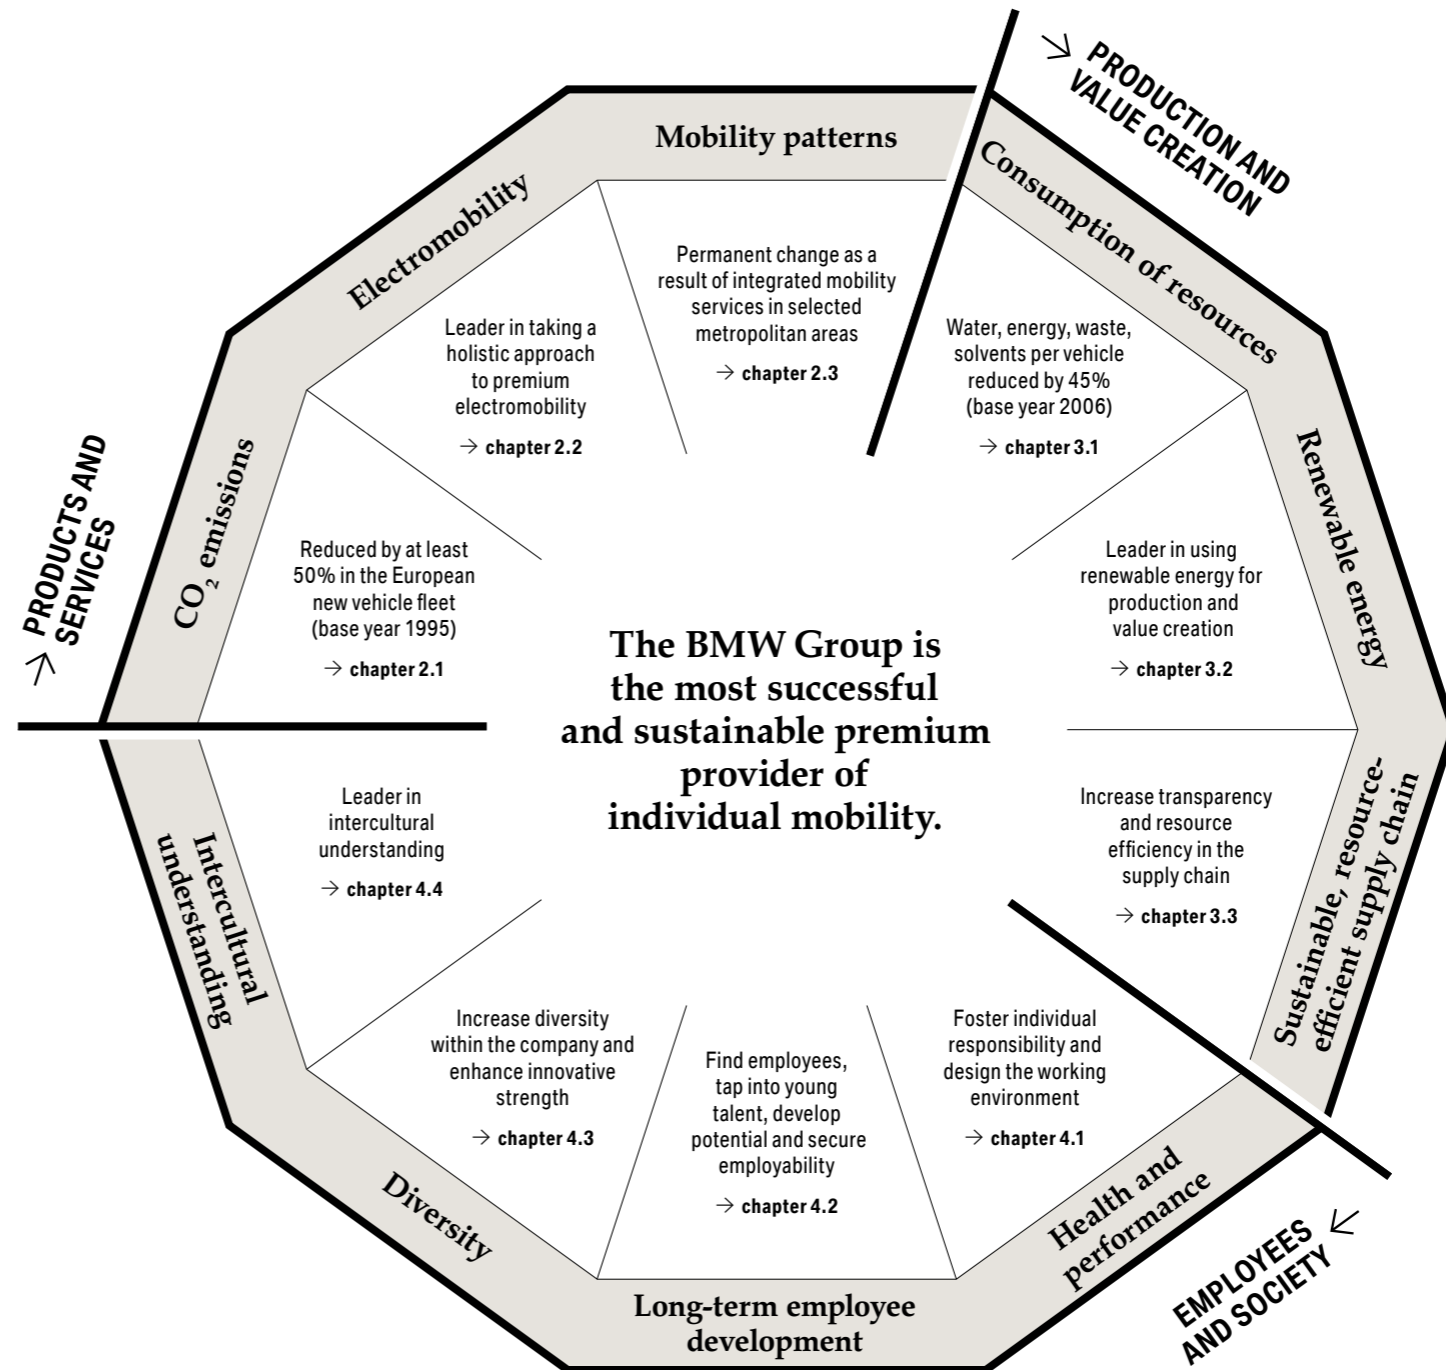 → PRODUCTS AND
SERVICES
CO₂ emissions
Reduced by at least
50% in the European
new vehicle fleet
(base year 1995)
→ chapter 2.1
Electromobility
Leader in taking a
holistic approach
to premium
electromobility
→ chapter 2.2
Mobility patterns
Permanent change as a
result of integrated mobility
services in selected
metropolitan areas
→ chapter 2.3
→ PRODUCTION AND
VALUE CREATION
Consumption of resources
Water, energy, waste,
solvents per vehicle
reduced by 45%
(base year 2006)
→ chapter 3.1
Renewable energy
Leader in using
renewable energy for
production and
value creation
→ chapter 3.2
Sustainable, resource-
efficient supply chain
Increase transparency
and resource
efficiency in the
supply chain
→ chapter 3.3
EMPLOYEES ←
AND SOCIETY
Health and
performance
Foster individual
responsibility and
design the working
environment
→ chapter 4.1
Long-term employee
development
Find employees,
tap into young
talent, develop
potential and secure
employability
→ chapter 4.2
Diversity
Increase diversity
within the company and
enhance innovative
strength
→ chapter 4.3
Intercultural
understanding
Leader in
intercultural
understanding
→ chapter 4.4
The BMW Group is
the most successful
and sustainable premium
provider of
individual mobility.